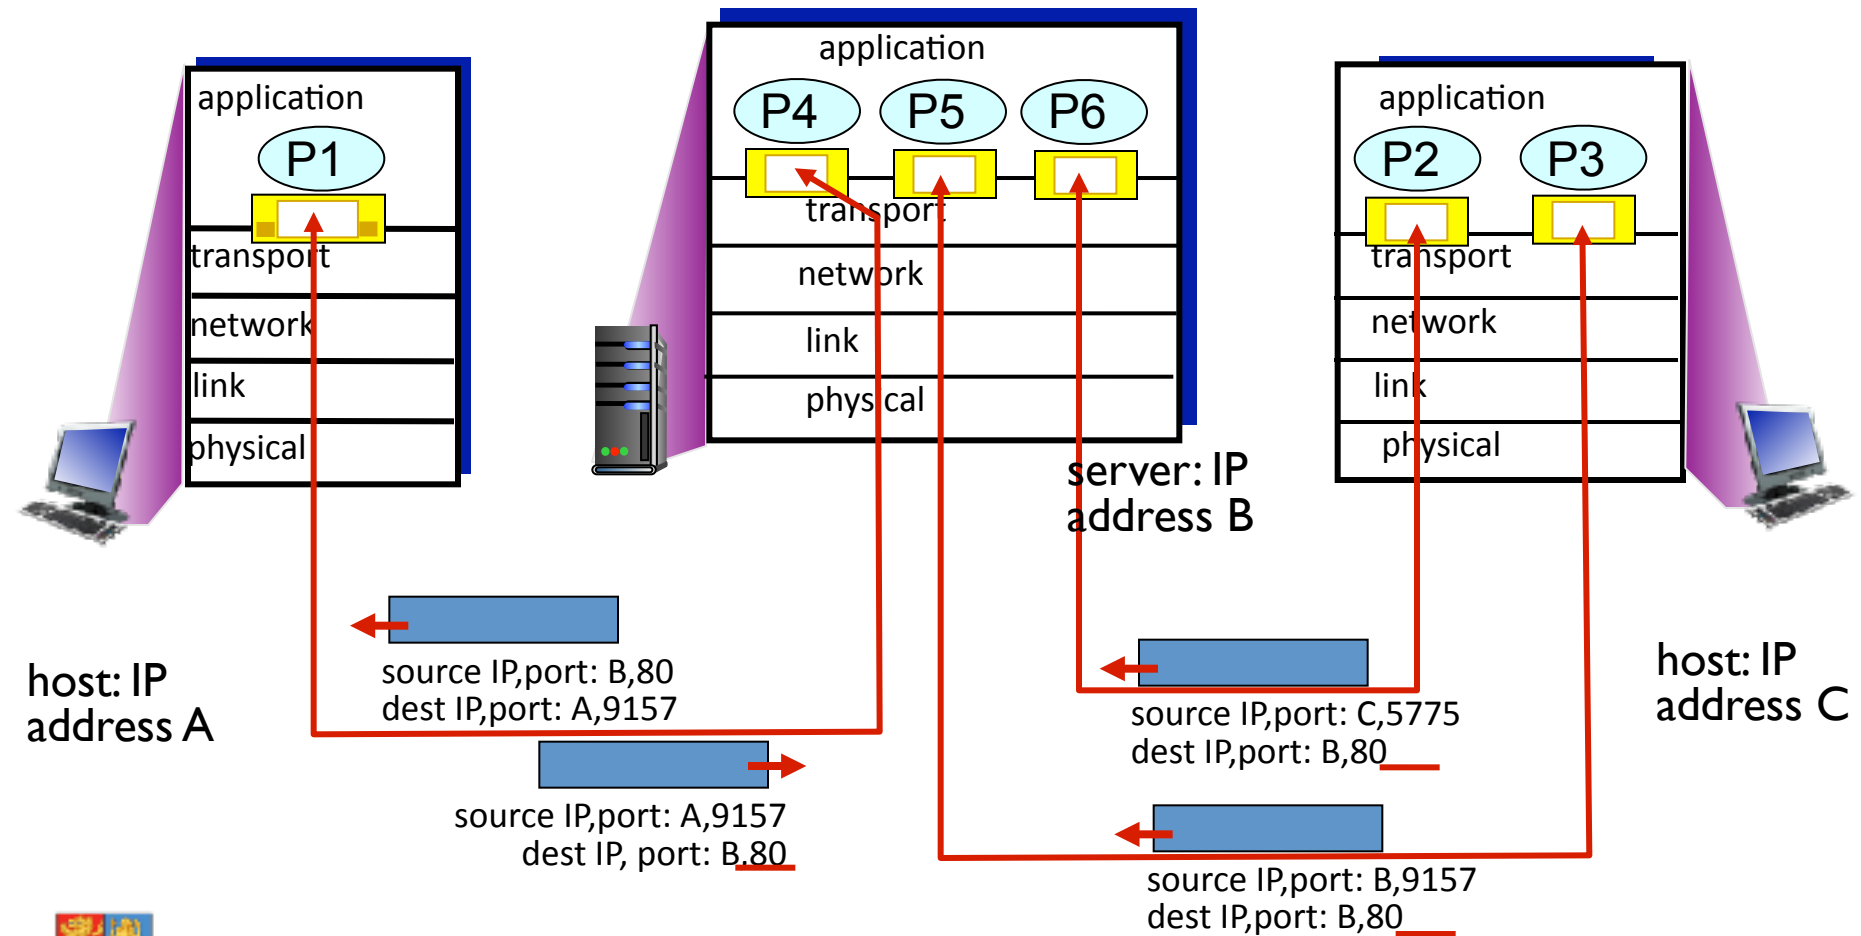 application
P1
transport
network
link
physical
host: IP
address A
application
P4
P5
P6
transport
network
link
physical
server: IP
address B
application
P2
P3
transport
network
link
physical
host: IP
address C
source IP,port: B,80
dest IP,port: A,9157
source IP,port: A,9157
dest IP, port: B,80
source IP,port: C,5775
dest IP,port: B,80
source IP,port: B,9157
dest IP,port: B,80